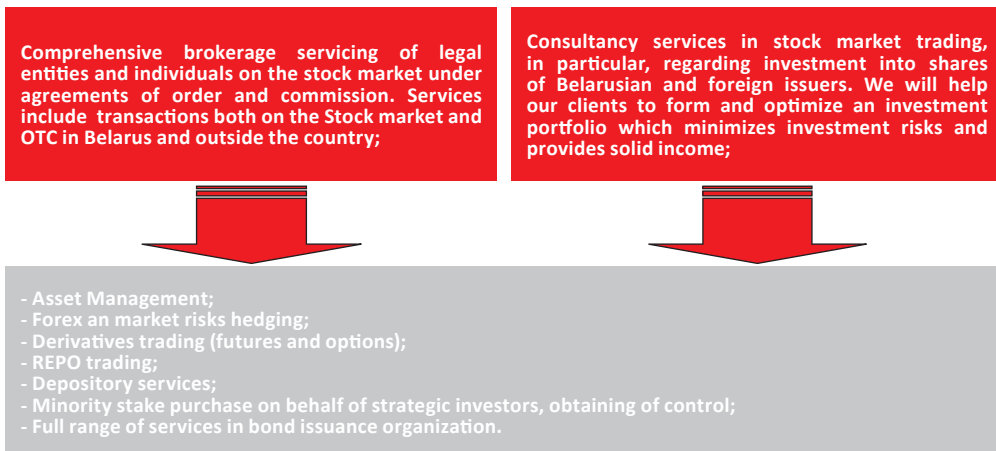 Comprehensive brokerage servicing of legal
entities and individuals on the stock market under
agreements of order and commission. Services
include transactions both on the Stock market and
OTC in Belarus and outside the country;
Consultancy services in stock market trading,
in particular, regarding investment into shares
of Belarusian and foreign issuers. We will help
our clients to form and optimize an investment
portfolio which minimizes investment risks and
provides solid income;
- Asset Management;
- Forex an market risks hedging;
- Derivatives trading (futures and options);
- REPO trading;
- Depository services;
- Minority stake purchase on behalf of strategic investors, obtaining of control;
- Full range of services in bond issuance organization.